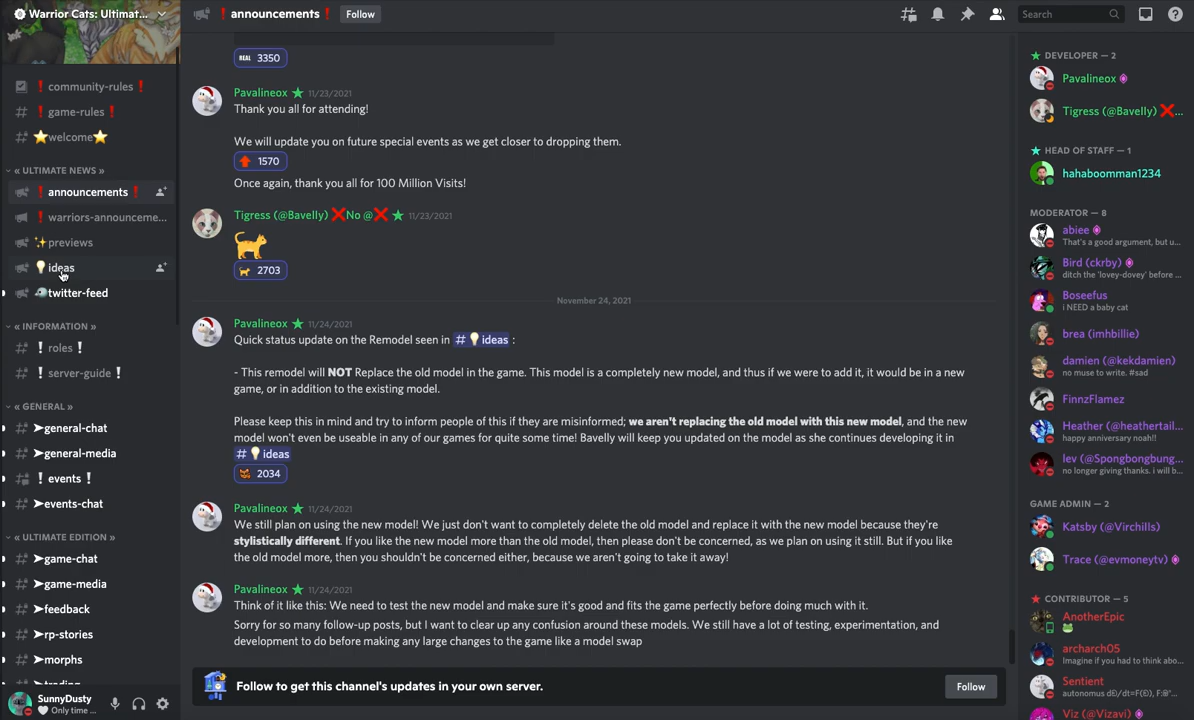 Warrior Cats: Ultimat...
community-rules
game-rules
welcome
« ULTIMATE NEWS »
announcements
warriors-announceme...
previews
ideas
twitter-feed
« INFORMATION »
roles
server-guide
« GENERAL »
➤general-chat
➤general-media
events
➤events-chat
« ULTIMATE EDITION »
➤game-chat
➤game-media
➤feedback
➤rp-stories
➤morphs
SunnyDusty
Only time ...
announcements
Follow
Search
REAL 3350
Pavalineox 11/23/2021
Thank you all for attending!
We will update you on future special events as we get closer to dropping them.
1570
Once again, thank you all for 100 Million Visits!
Tigress (@Bavelly) ❌No @❌ 11/23/2021
2703
November 24, 2021
Pavalineox 11/24/2021
Quick status update on the Remodel seen in # 💡ideas :
- This remodel will NOT Replace the old model in the game. This model is a completely new model, and thus if we were to add it, it would be in a new
game, or in addition to the existing model.
Please keep this in mind and try to inform people of this if they are misinformed; we aren't replacing the old model with this new model, and the new
model won't even be useable in any of our games for quite some time! Bavelly will keep you updated on the model as she continues developing it in
# 💡ideas
2034
Pavalineox 11/24/2021
We still plan on using the new model! We just don't want to completely delete the old model and replace it with the new model because they're
stylistically different. If you like the new model more than the old model, then please don't be concerned, as we plan on using it still. But if you like
the old model more, then you shouldn't be concerned either, because we aren't going to take it away!
Pavalineox 11/24/2021
Think of it like this: We need to test the new model and make sure it's good and fits the game perfectly before doing much with it.
Sorry for so many follow-up posts, but I want to clear up any confusion around these models. We still have a lot of testing, experimentation, and
development to do before making any large changes to the game like a model swap
Follow to get this channel's updates in your own server.
Follow
DEVELOPER — 2
Pavalineox
Tigress (@Bavelly) ❌...
HEAD OF STAFF — 1
hahaboomman1234
MODERATOR — 8
abiee
That's a good argument, but u...
Bird (ckrby)
ditch the 'lovey-dovey' before ...
Boseefus
i NEED a baby cat
brea (imhbillie)
damien (@kekdamien)
no muse to write. #sad
FinnzFlamez
Heather (@heathertail...
happy anniversary noah!!
lev (@Spongbongbung...
no longer giving thanks. i will b...
GAME ADMIN — 2
Katsby (@Virchills)
Trace (@evmoneytv)
CONTRIBUTOR — 5
AnotherEpic
archarch05
Imagine if you had to think abo...
Sentient
Viz (@Vizavi)